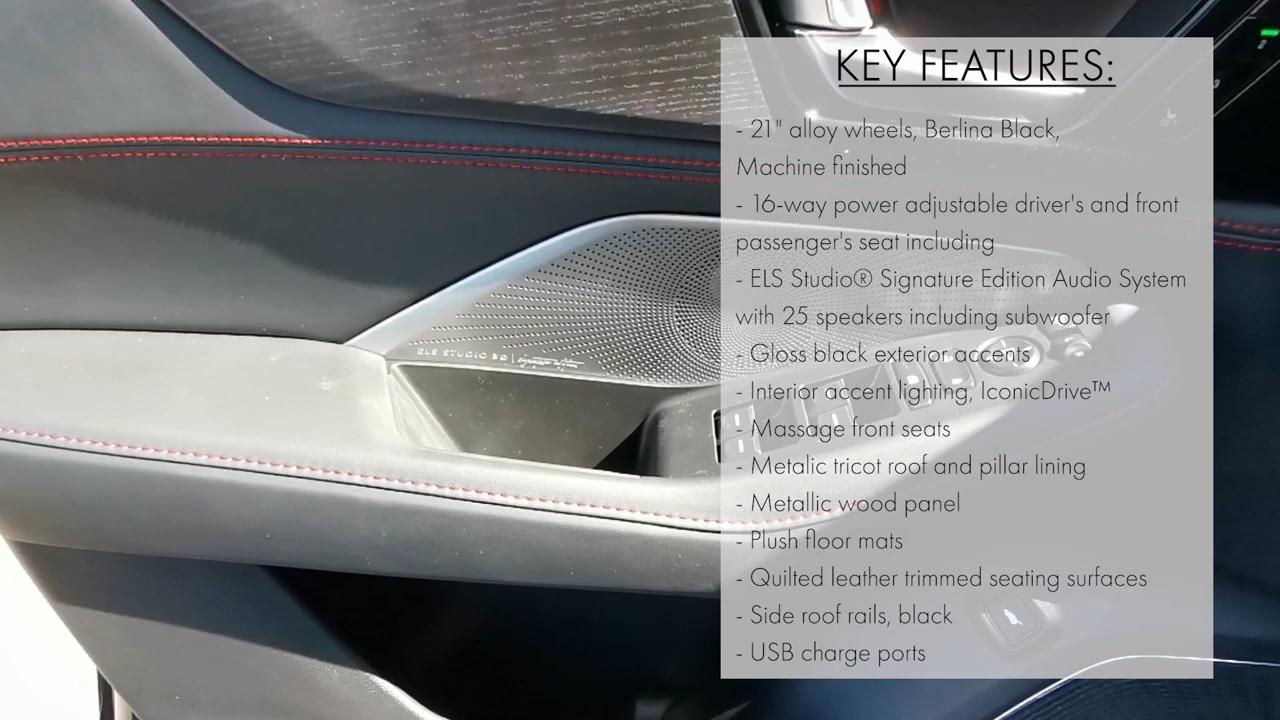 KEY FEATURES:
- 21" alloy wheels, Berlina Black,
Machine finished
- 16-way power adjustable driver's and front
passenger's seat including
- ELS Studio® Signature Edition Audio System
with 25 speakers including subwoofer
- Gloss black exterior accents
- Interior accent lighting, IconicDrive™
- Massage front seats
- Metalic tricot roof and pillar lining
- Metallic wood panel
- Plush floor mats
- Quilted leather trimmed seating surfaces
- Side roof rails, black
- USB charge ports
ELS STUDIO 3D